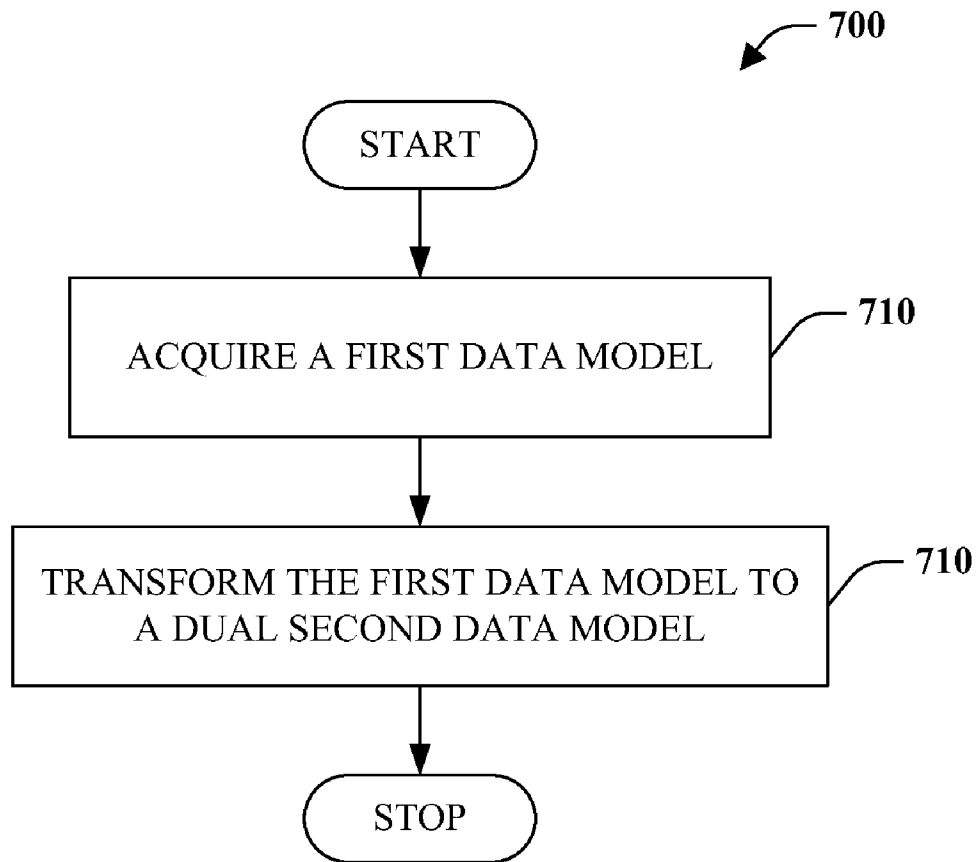 700
START
ACQUIRE A FIRST DATA MODEL
710
TRANSFORM THE FIRST DATA MODEL TO
A DUAL SECOND DATA MODEL
710
STOP